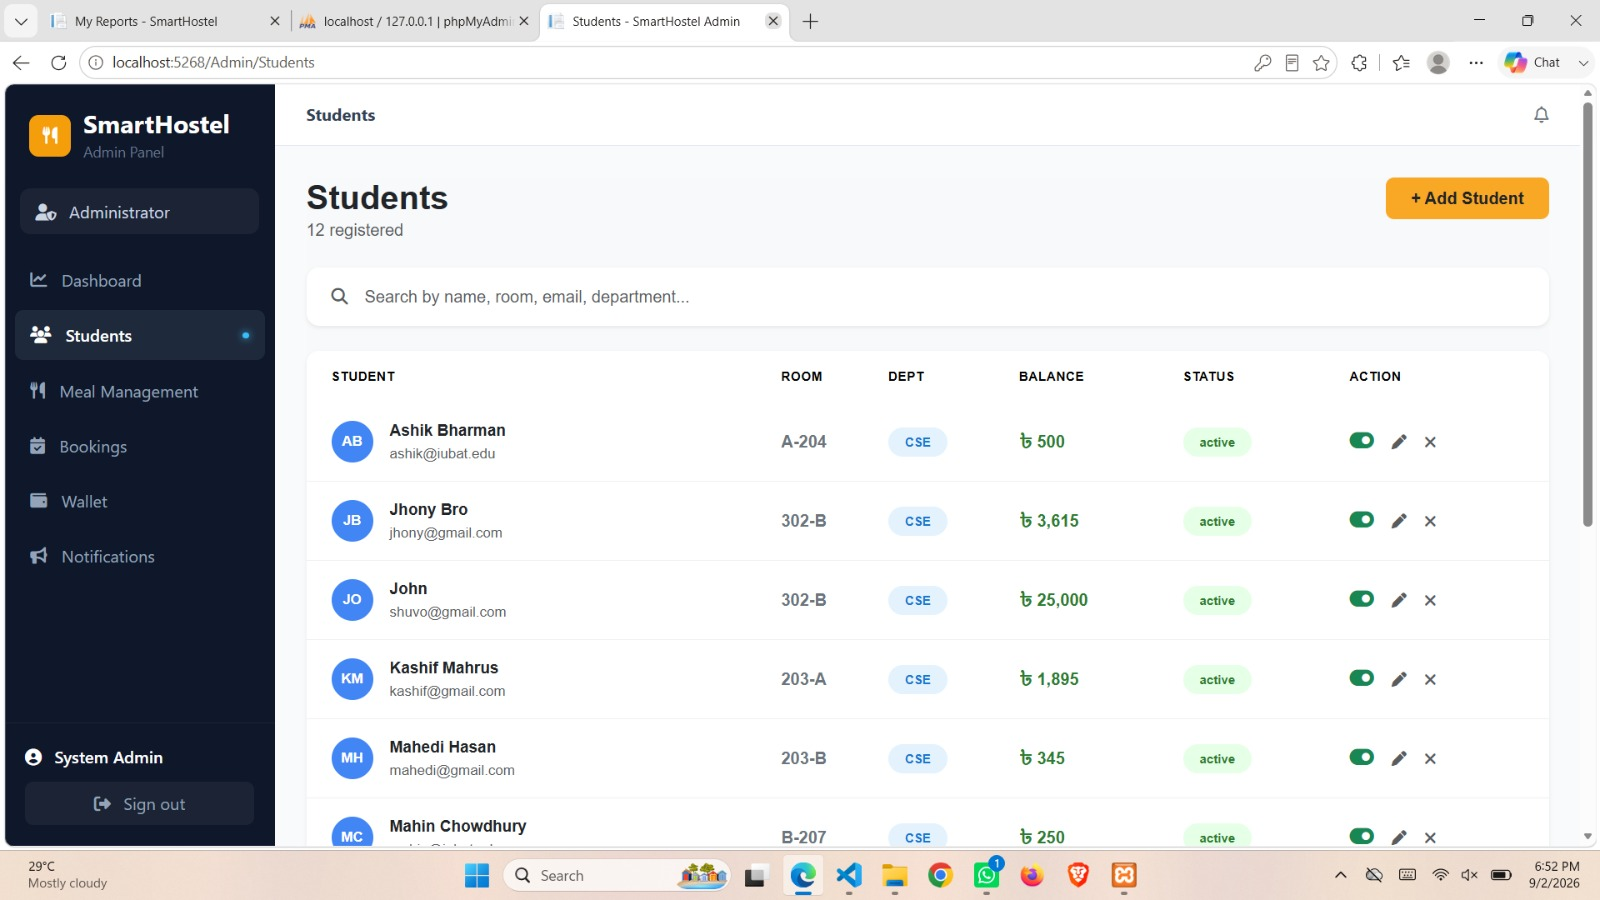 My Reports - SmartHostel
localhost / 127.0.0.1 | phpMyAdmin
Students - SmartHostel Admin
localhost:5268/Admin/Students
Chat
SmartHostel
Admin Panel
Administrator
Dashboard
Students
Meal Management
Bookings
Wallet
Notifications
System Admin
Sign out
Students
Students
12 registered
+ Add Student
Search by name, room, email, department...
STUDENT ROOM DEPT BALANCE STATUS ACTION
AB Ashik Bharman A-204 CSE ৳ 500 active
ashik@iubat.edu
JB Jhony Bro 302-B CSE ৳ 3,615 active
jhony@gmail.com
JO John 302-B CSE ৳ 25,000 active
shuvo@gmail.com
KM Kashif Mahrus 203-A CSE ৳ 1,895 active
kashif@gmail.com
MH Mahedi Hasan 203-B CSE ৳ 345 active
mahedi@gmail.com
MC Mahin Chowdhury B-207 CSE ৳ 250 active
29°C
Mostly cloudy
Search
1
6:52 PM
9/2/2026